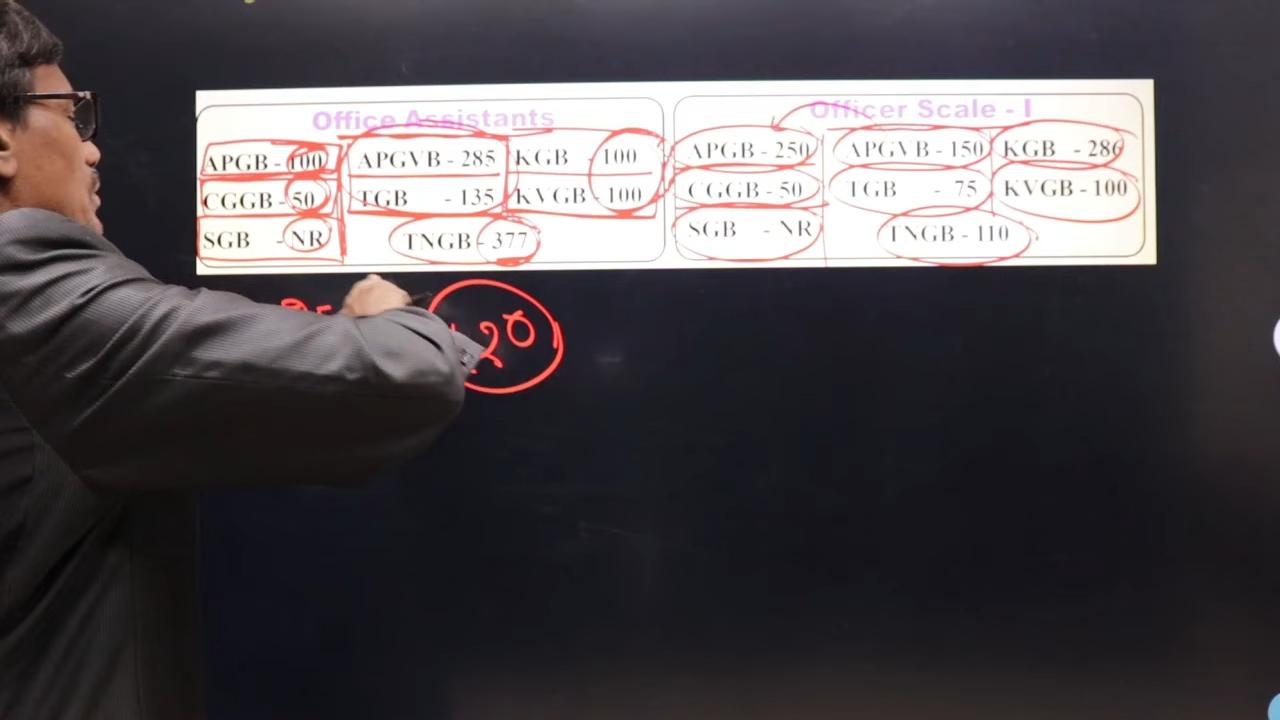 Office Assistants
APGB - 100 APGVB - 285 KGB - 100
CGGB - 50 TGB - 135 KVGB - 100
SGB - NR TNGB - 377
Officer Scale - I
APGB - 250 APGVB - 150 KGB - 286
CGGB - 50 TGB - 75 KVGB - 100
SGB - NR TNGB - 110
20